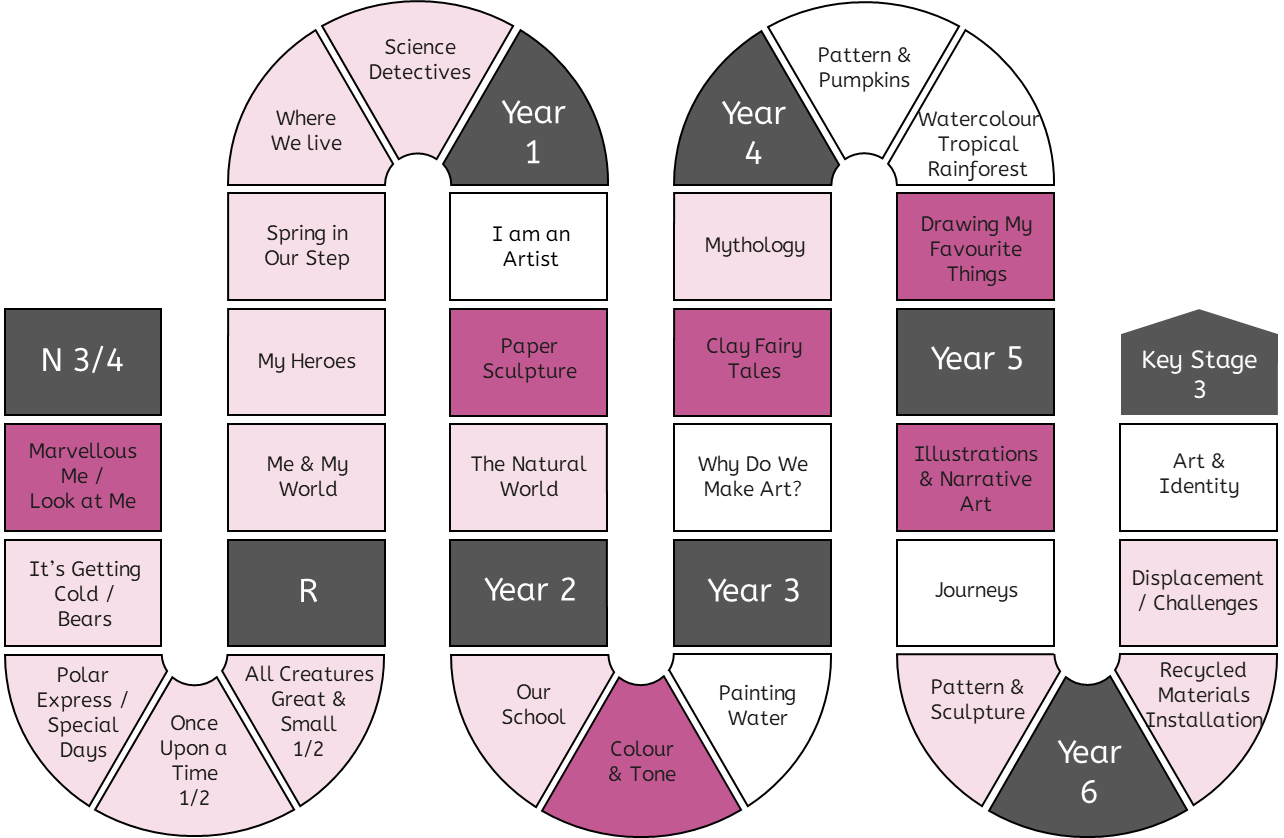 N 3/4
Marvellous
Me /
Look at Me
It's Getting
Cold /
Bears
Polar
Express /
Special
Days
Once
Upon a
Time
1/2
All Creatures
Great &
Small
1/2
R
Me & My
World
My Heroes
Spring in
Our Step
Where
We live
Science
Detectives
Year
1
I am an
Artist
Paper
Sculpture
The Natural
World
Year 2
Our
School
Colour
& Tone
Painting
Water
Year 3
Why Do We
Make Art?
Clay Fairy
Tales
Mythology
Year
4
Pattern &
Pumpkins
Watercolour
Tropical
Rainforest
Drawing My
Favourite
Things
Year 5
Illustrations
& Narrative
Art
Journeys
Pattern &
Sculpture
Year
6
Recycled
Materials
Installation
Displacement
/ Challenges
Art &
Identity
Key Stage
3